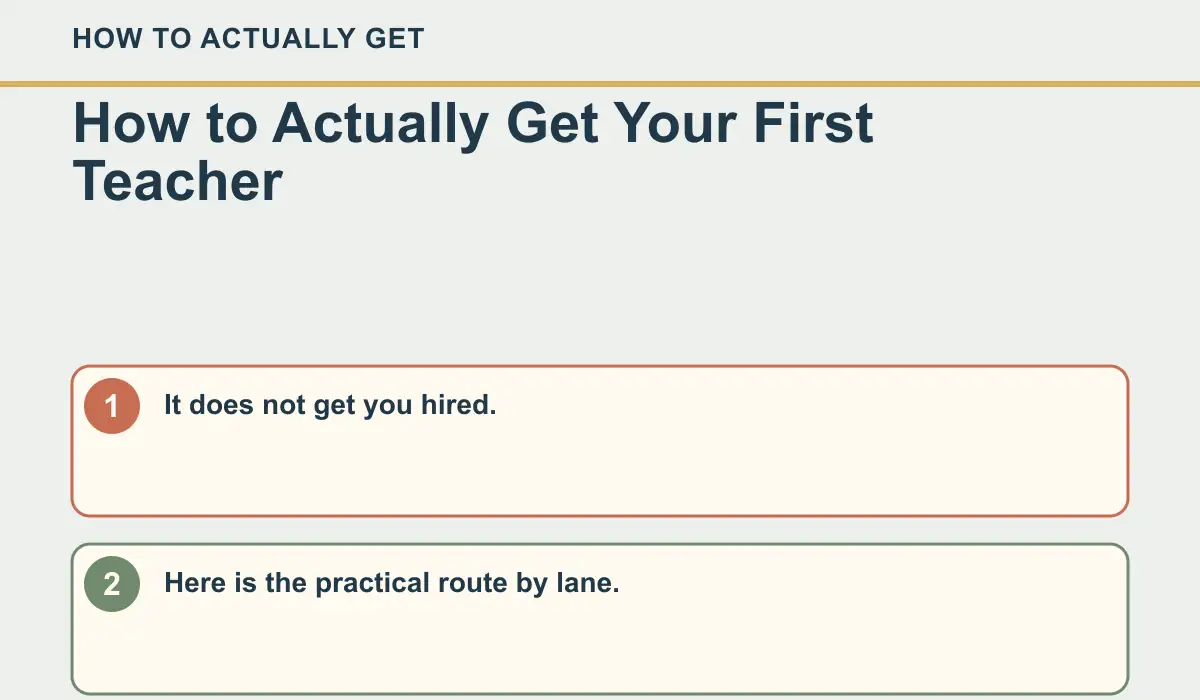 HOW TO ACTUALLY GET
How to Actually Get Your First
Teacher
1
It does not get you hired.
2
Here is the practical route by lane.